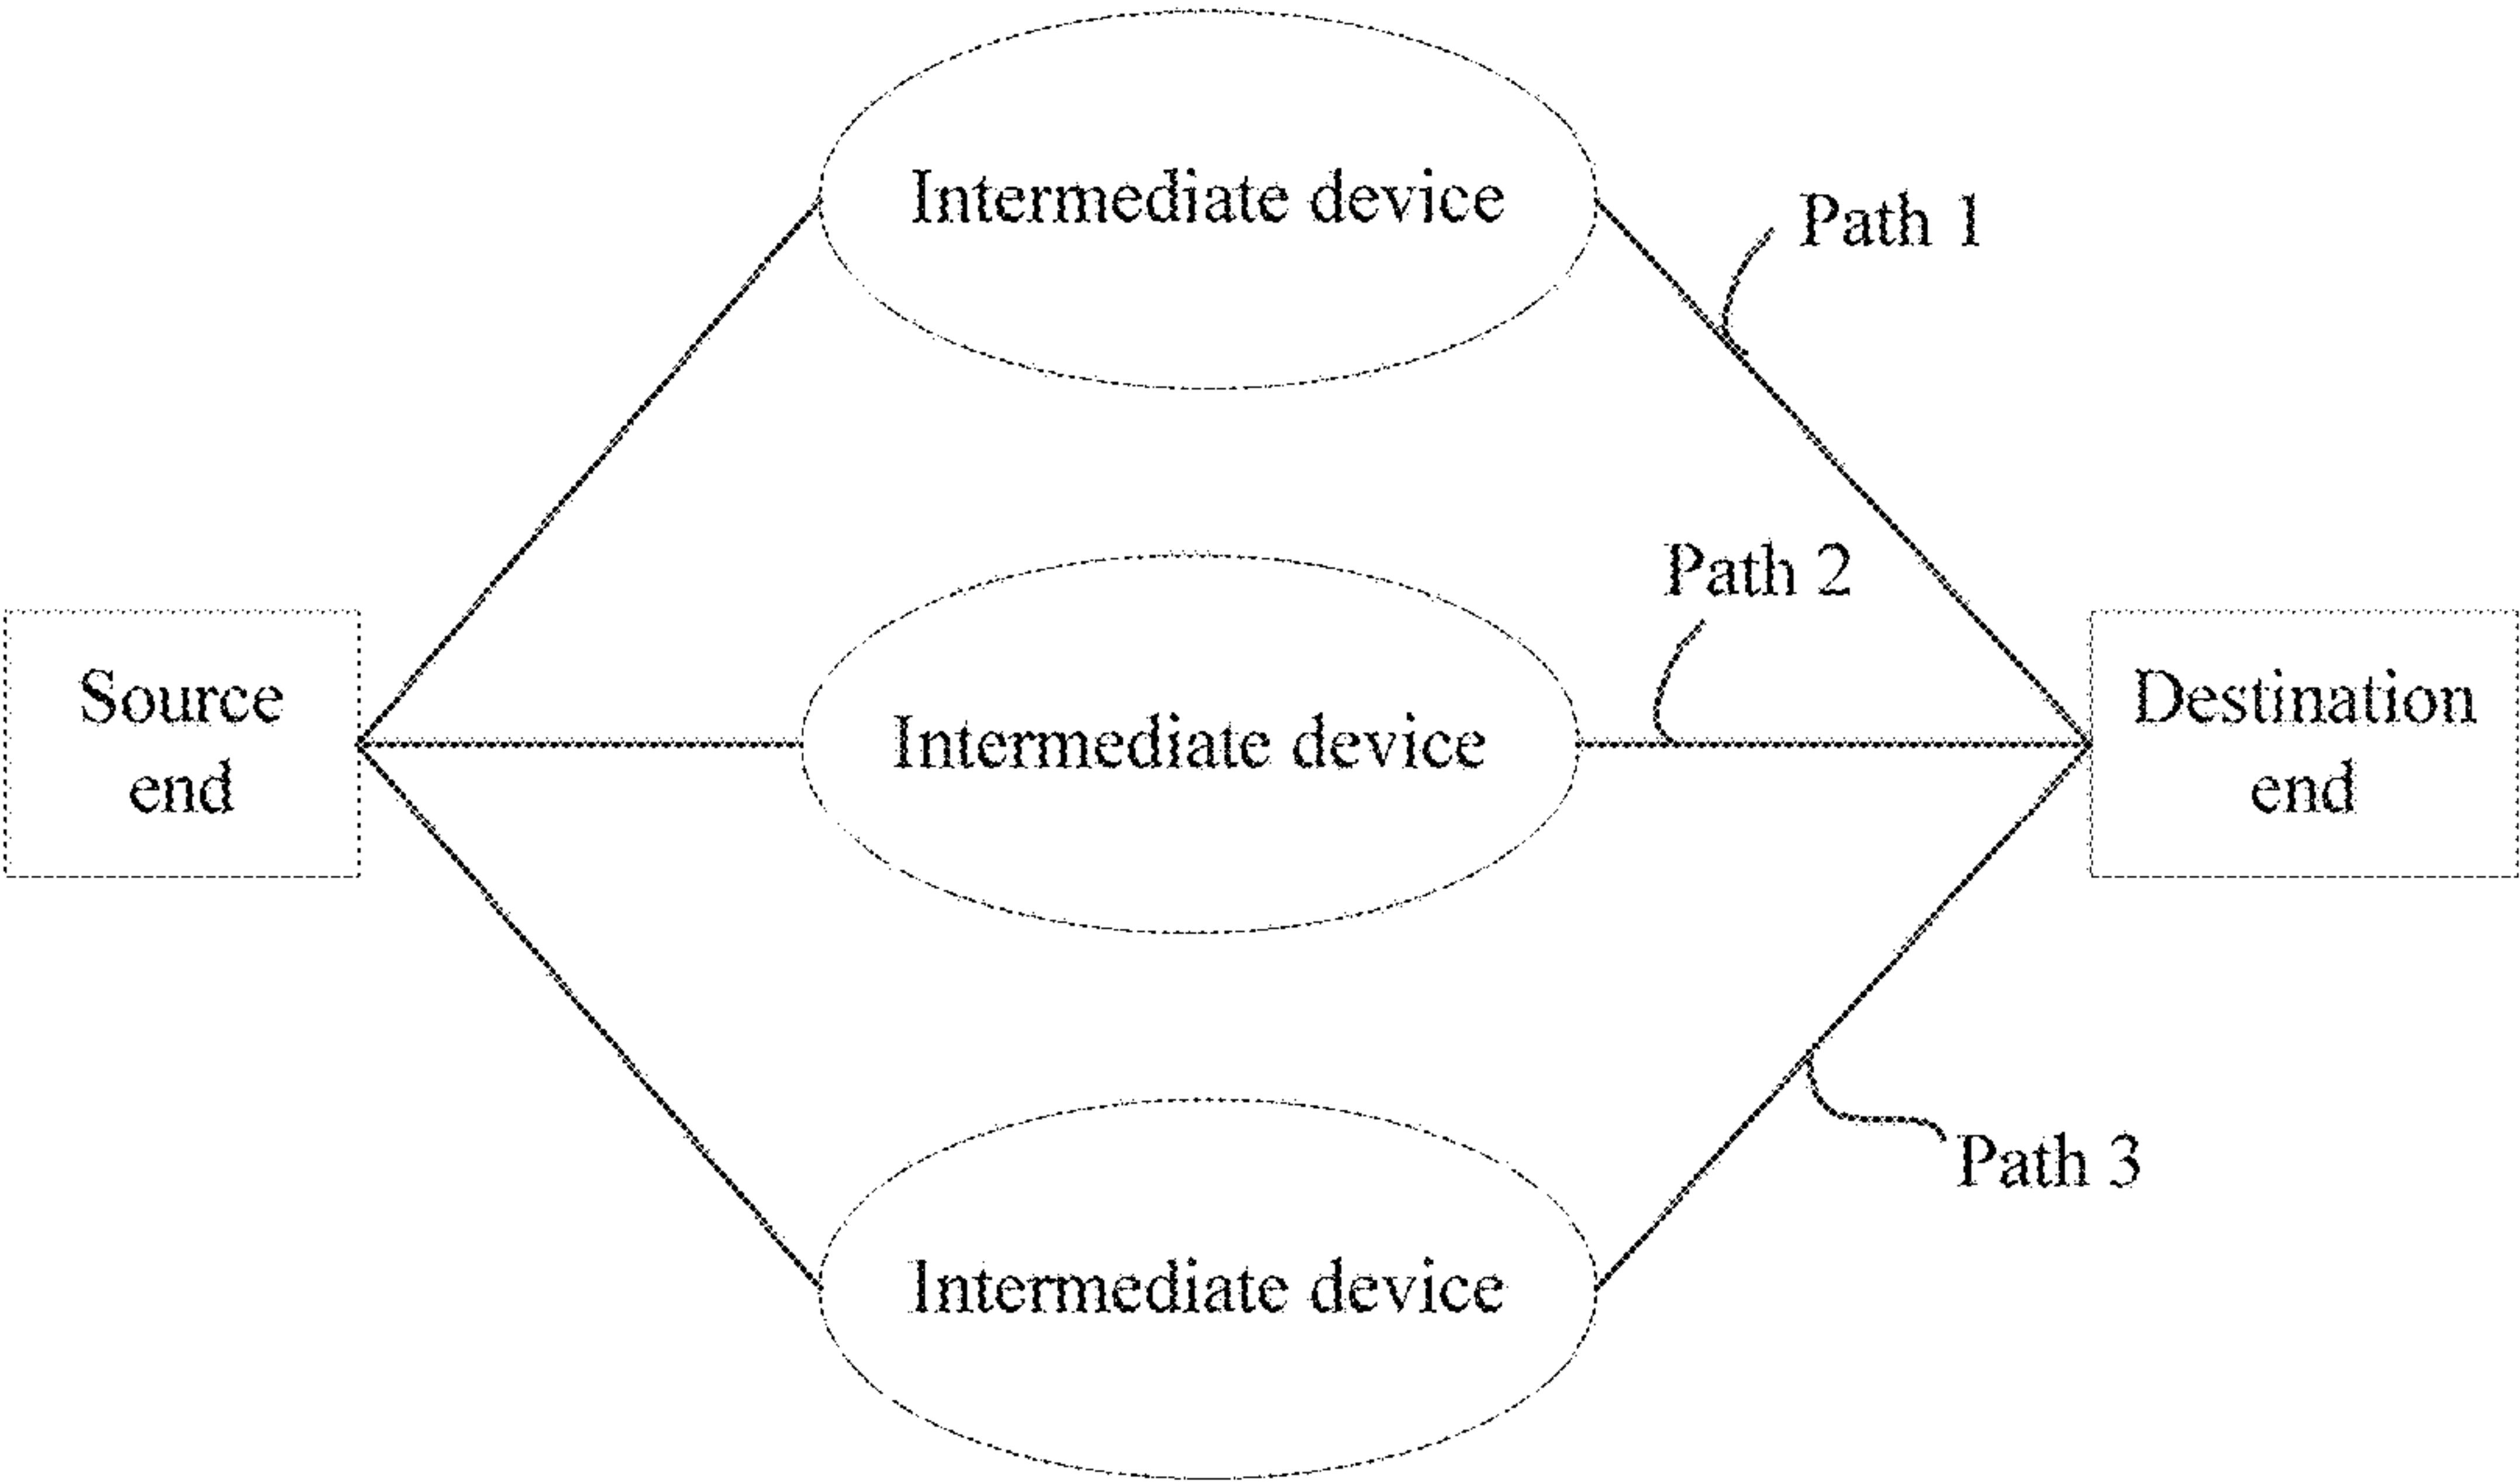 Intermediate device
Path 1
Path 2
Source
end
Intermediate device
Destination
end
Path 3
Intermediate device